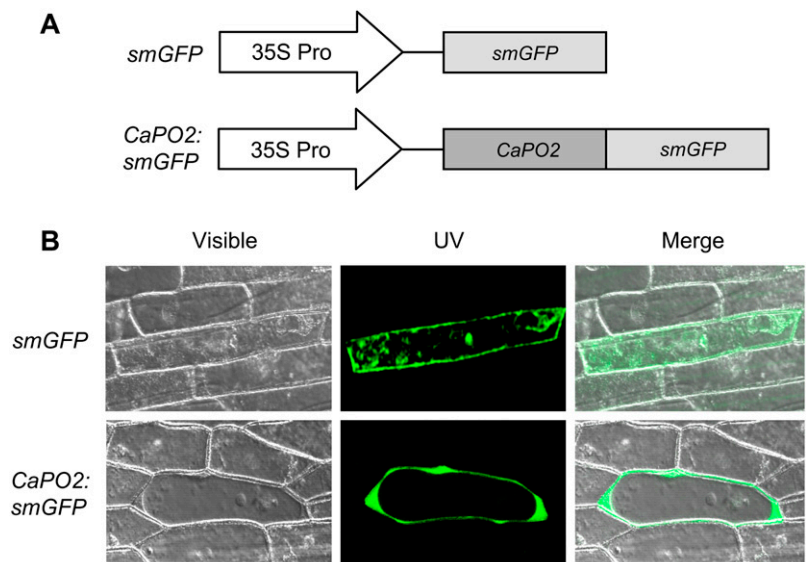 A
smGFP
35S Pro
smGFP
CaPO2:
smGFP
35S Pro
CaPO2
smGFP
B
Visible
UV
Merge
smGFP
CaPO2:
smGFP